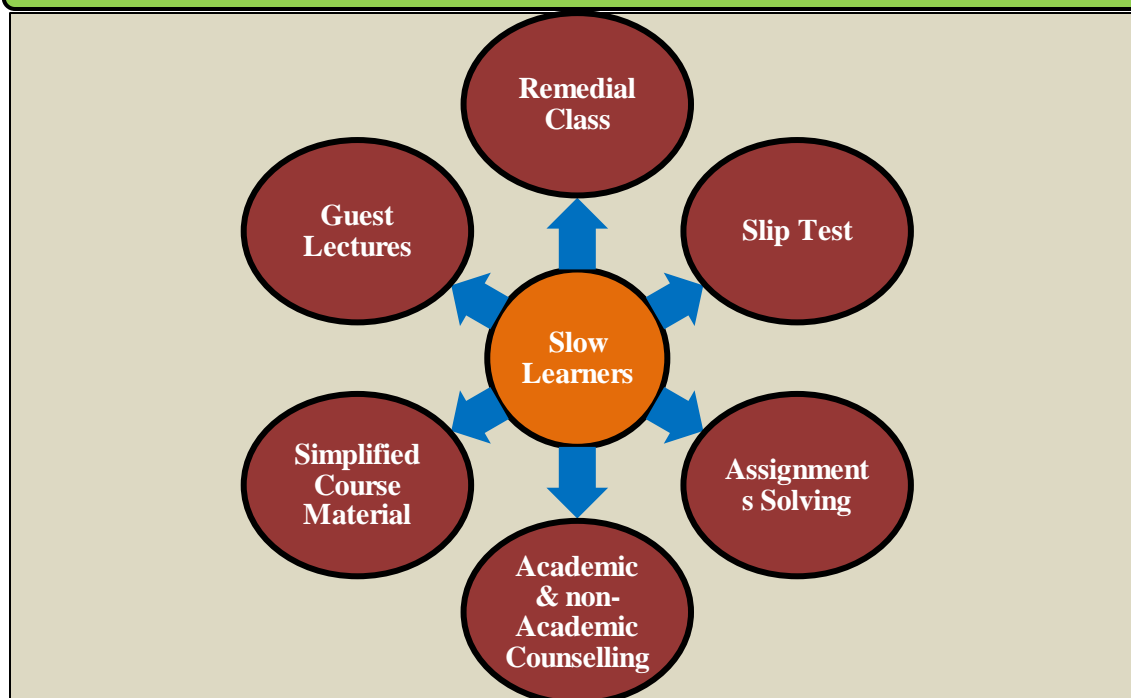 Remedial
Class
Guest
Lectures
Slip Test
Slow
Learners
Simplified
Course
Material
Assignment
s Solving
Academic
& non-
Academic
Counselling